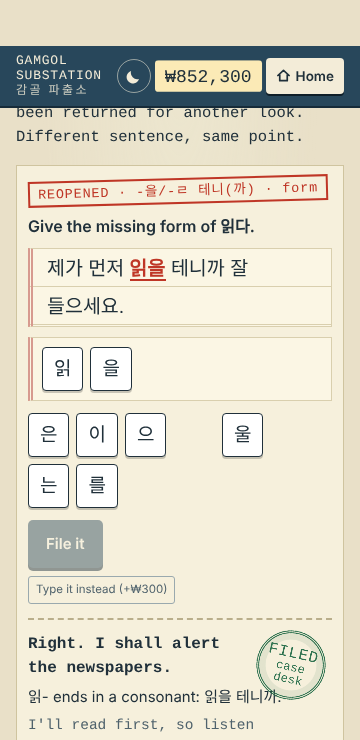 GAMGOL
SUBSTATION
감골 파출소
₩852,300
Home
been returned for another look.
Different sentence, same point.
REOPENED · -을/-ㄹ 테니(까) · form
Give the missing form of 읽다.
제가 먼저 읽을 테니까 잘
들으세요.
읽 을
은 이 으 울
는 를
File it
Type it instead (+₩300)
Right. I shall alert
the newspapers.
FILED
case
desk
읽- ends in a consonant: 읽을 테니까.
I'll read first, so listen